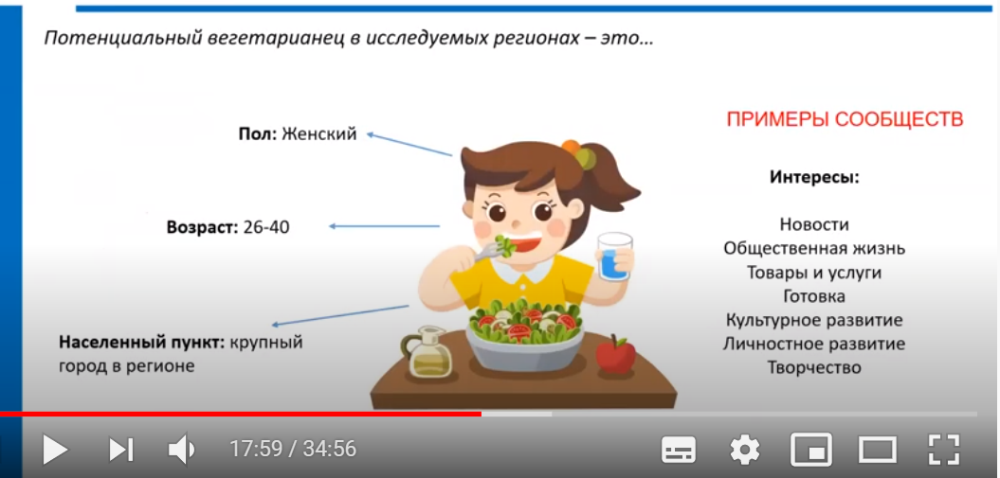 Потенциальный вегетарианец в исследуемых регионах – это…
Пол: Женский
Возраст: 26-40
Населенный пункт: крупный
город в регионе
ПРИМЕРЫ СООБЩЕСТВ
Интересы:
Новости
Общественная жизнь
Товары и услуги
Готовка
Культурное развитие
Личностное развитие
Творчество
17:59 / 34:56